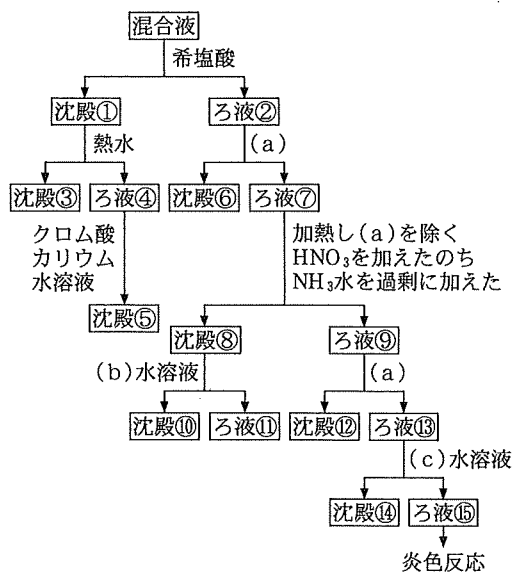 混合液
希塩酸
沈殿① ろ液②
熱水 (a)
沈殿③ ろ液④ 沈殿⑥ ろ液⑦
クロム酸
カリウム
水溶液
加熱し(a)を除く
HNO₃を加えたのち
NH₃水を過剰に加えた
沈殿⑤
沈殿⑧ ろ液⑨
(b)水溶液 (a)
沈殿⑩ ろ液⑪ 沈殿⑫ ろ液⑬
(c)水溶液
沈殿⑭ ろ液⑮
炎色反応